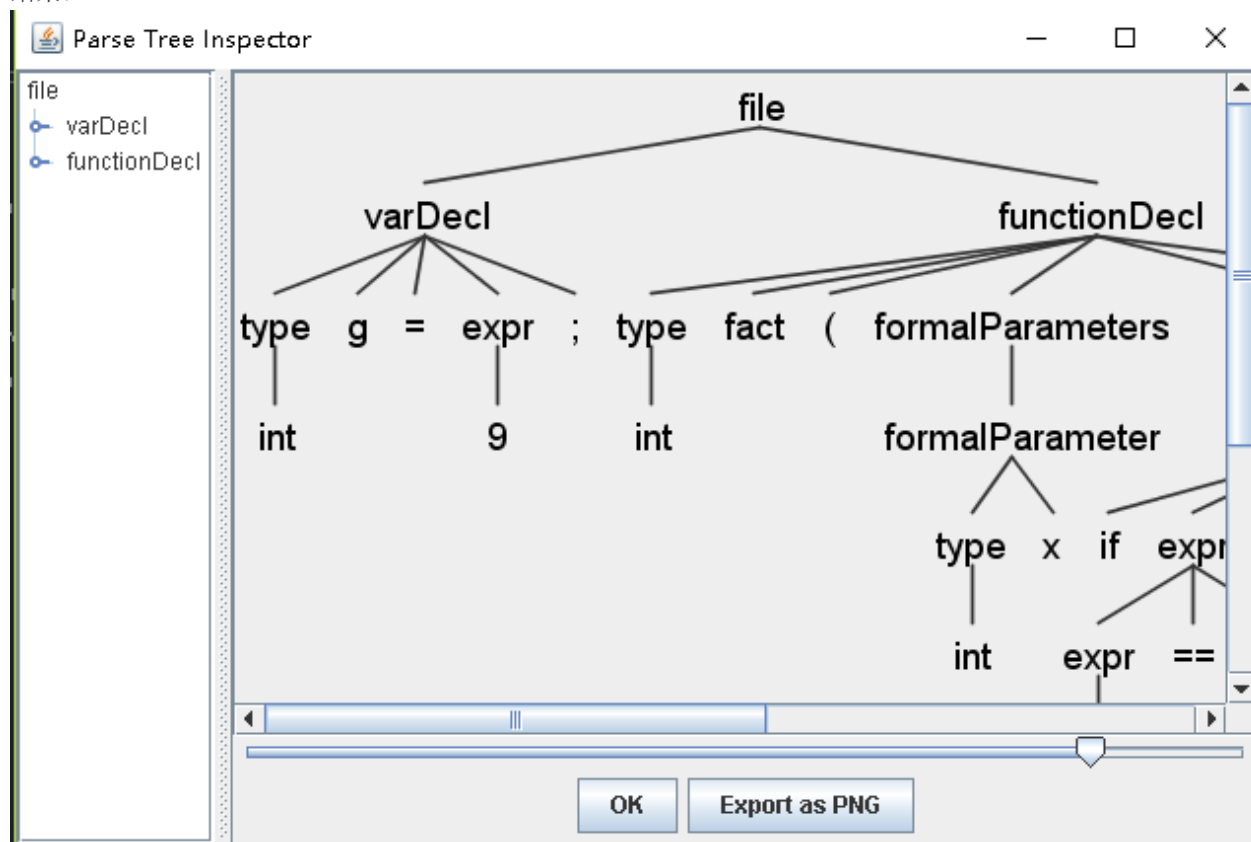 Parse Tree Inspector
file
varDecl
functionDecl
file
varDecl functionDecl
type g = expr ; type fact ( formalParameters
int 9 int formalParameter
type x if expr
int expr ==
OK Export as PNG